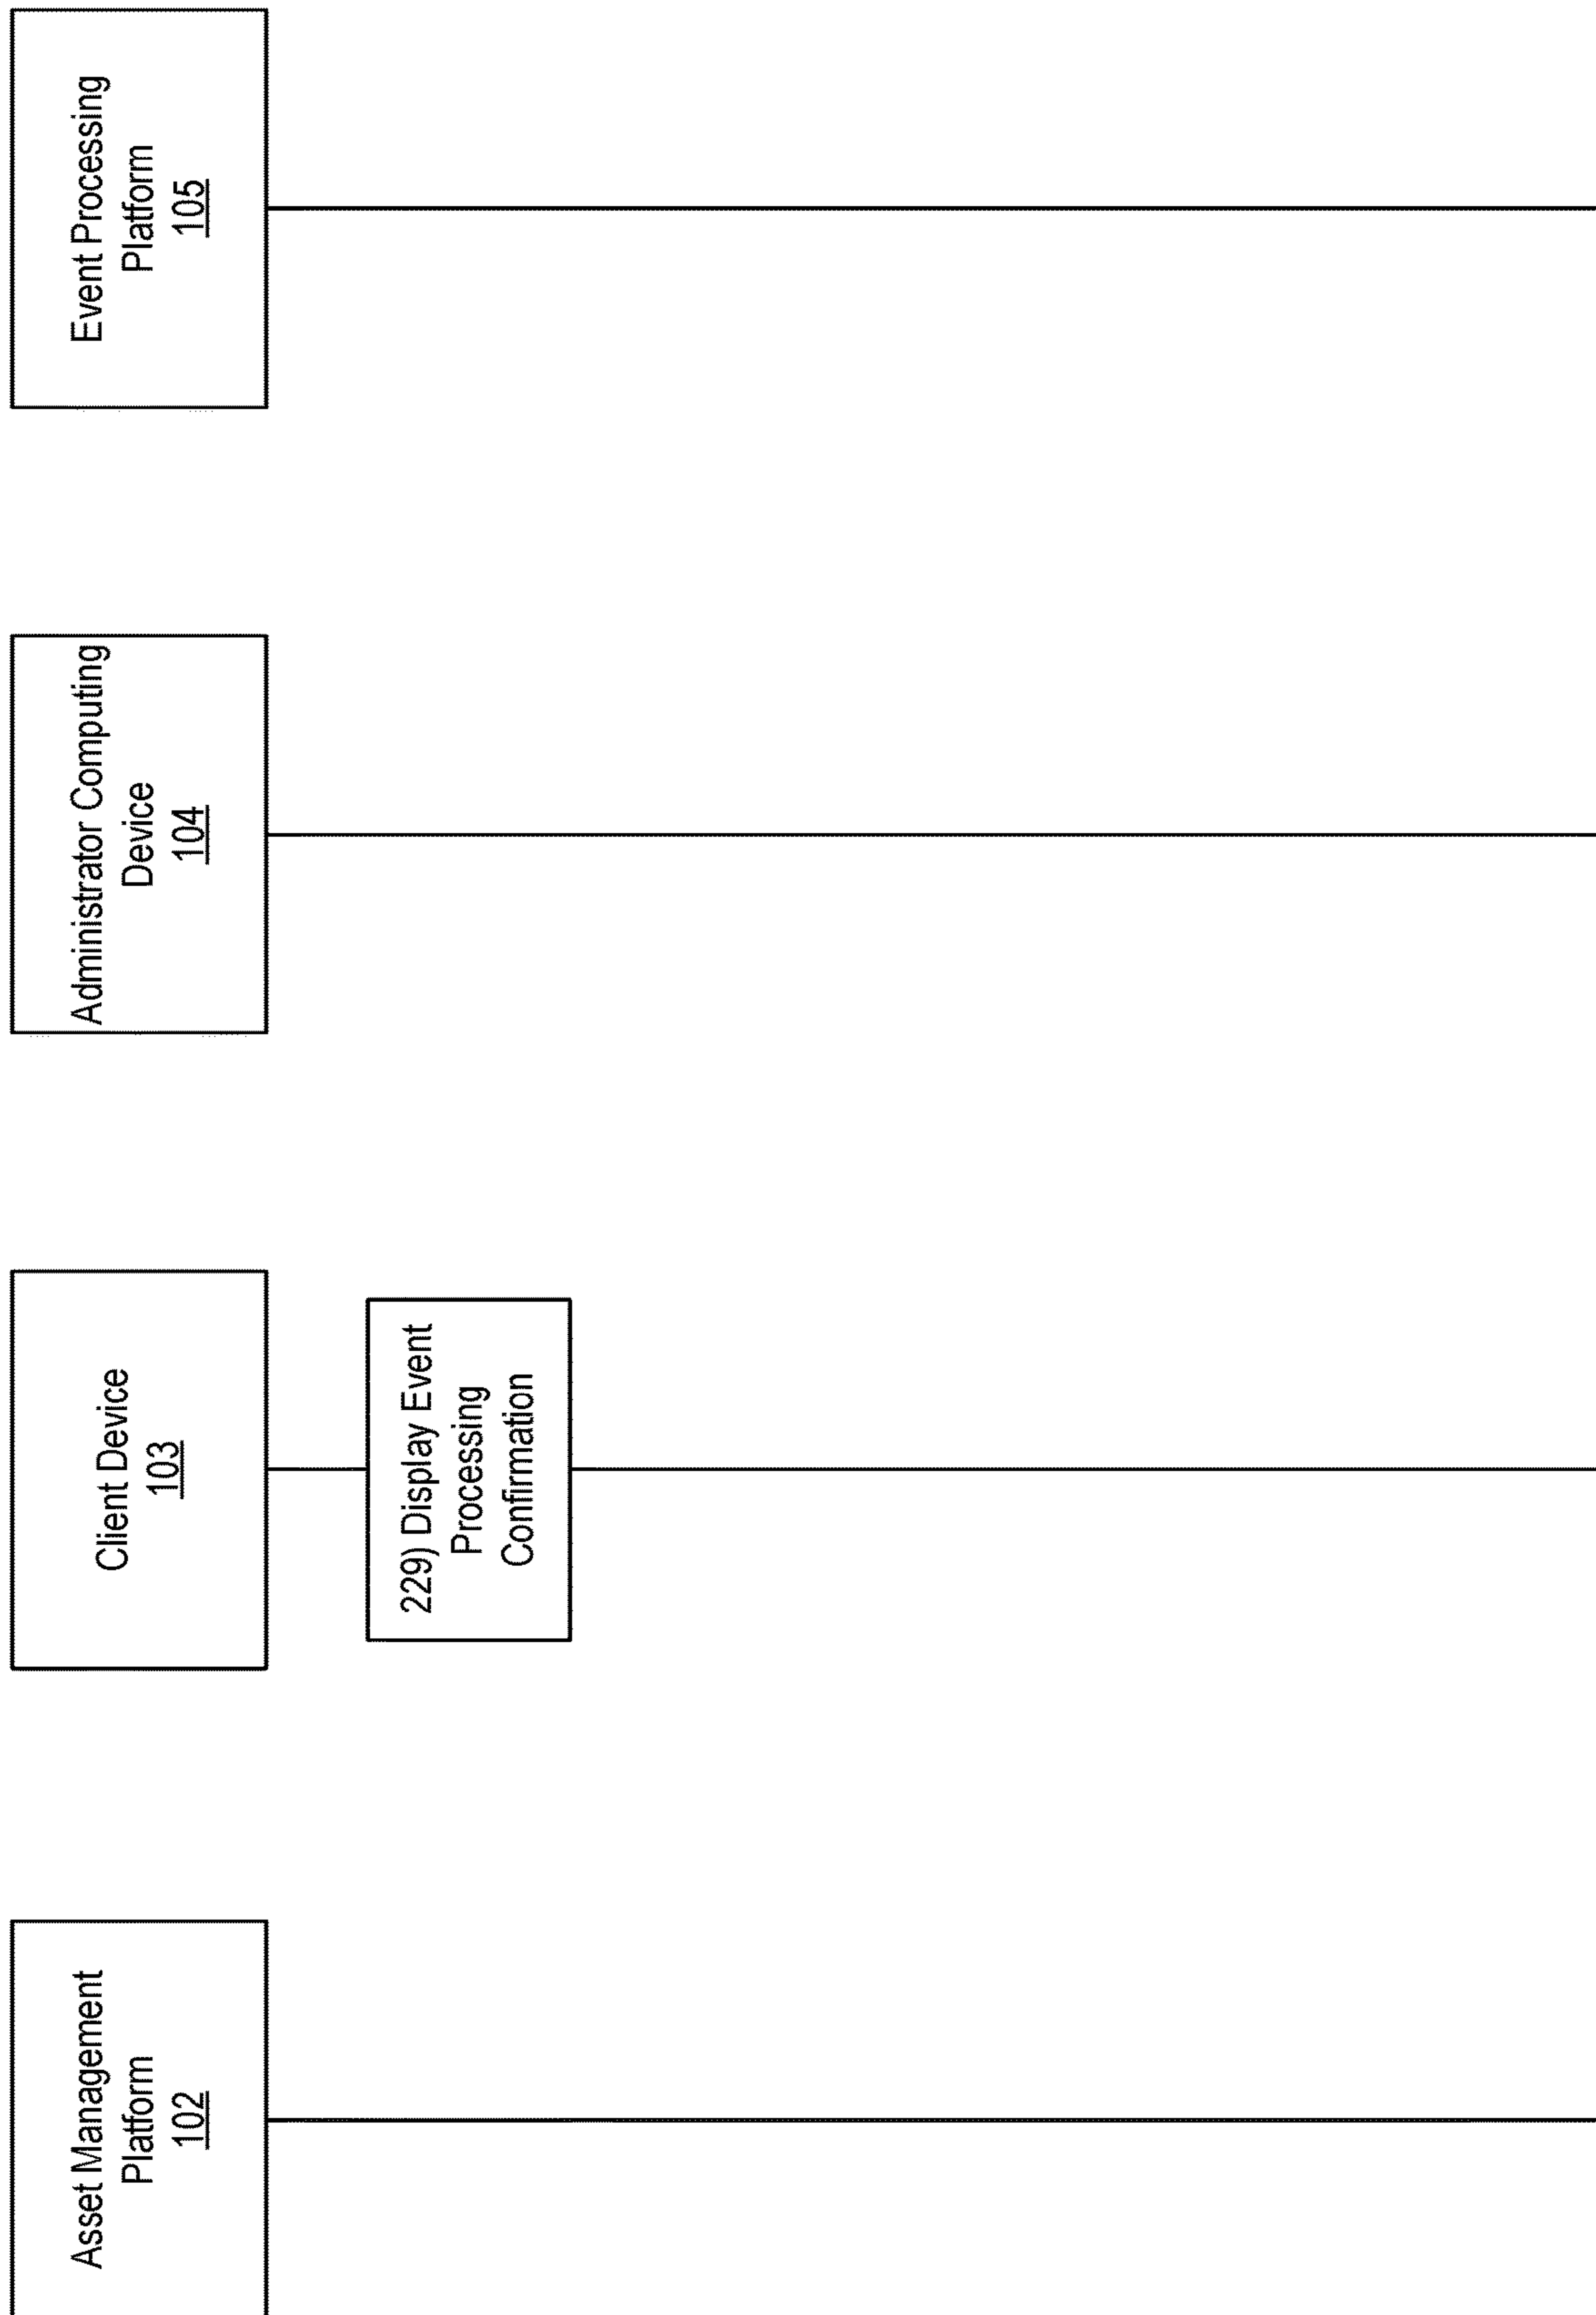 Asset Management
Platform
102
Client Device
103
Administrator Computing
Device
104
Event Processing
Platform
105
229) Display Event
Processing
Confirmation